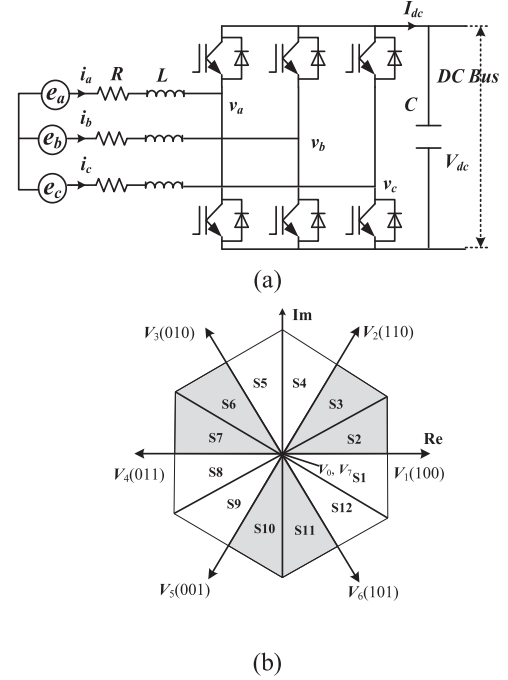 I_dc
i_a R L
e_a
DC Bus
v_a
C
i_b
e_b
v_b
V_dc
i_c
e_c
v_c
(a)
Im
V_3(010)
V_2(110)
S5 S4
S6 S3
S7 S2
Re
V_4(011)
S8
V_0, V_7 S1
V_1(100)
S9
S12
S10 S11
V_5(001)
V_6(101)
(b)